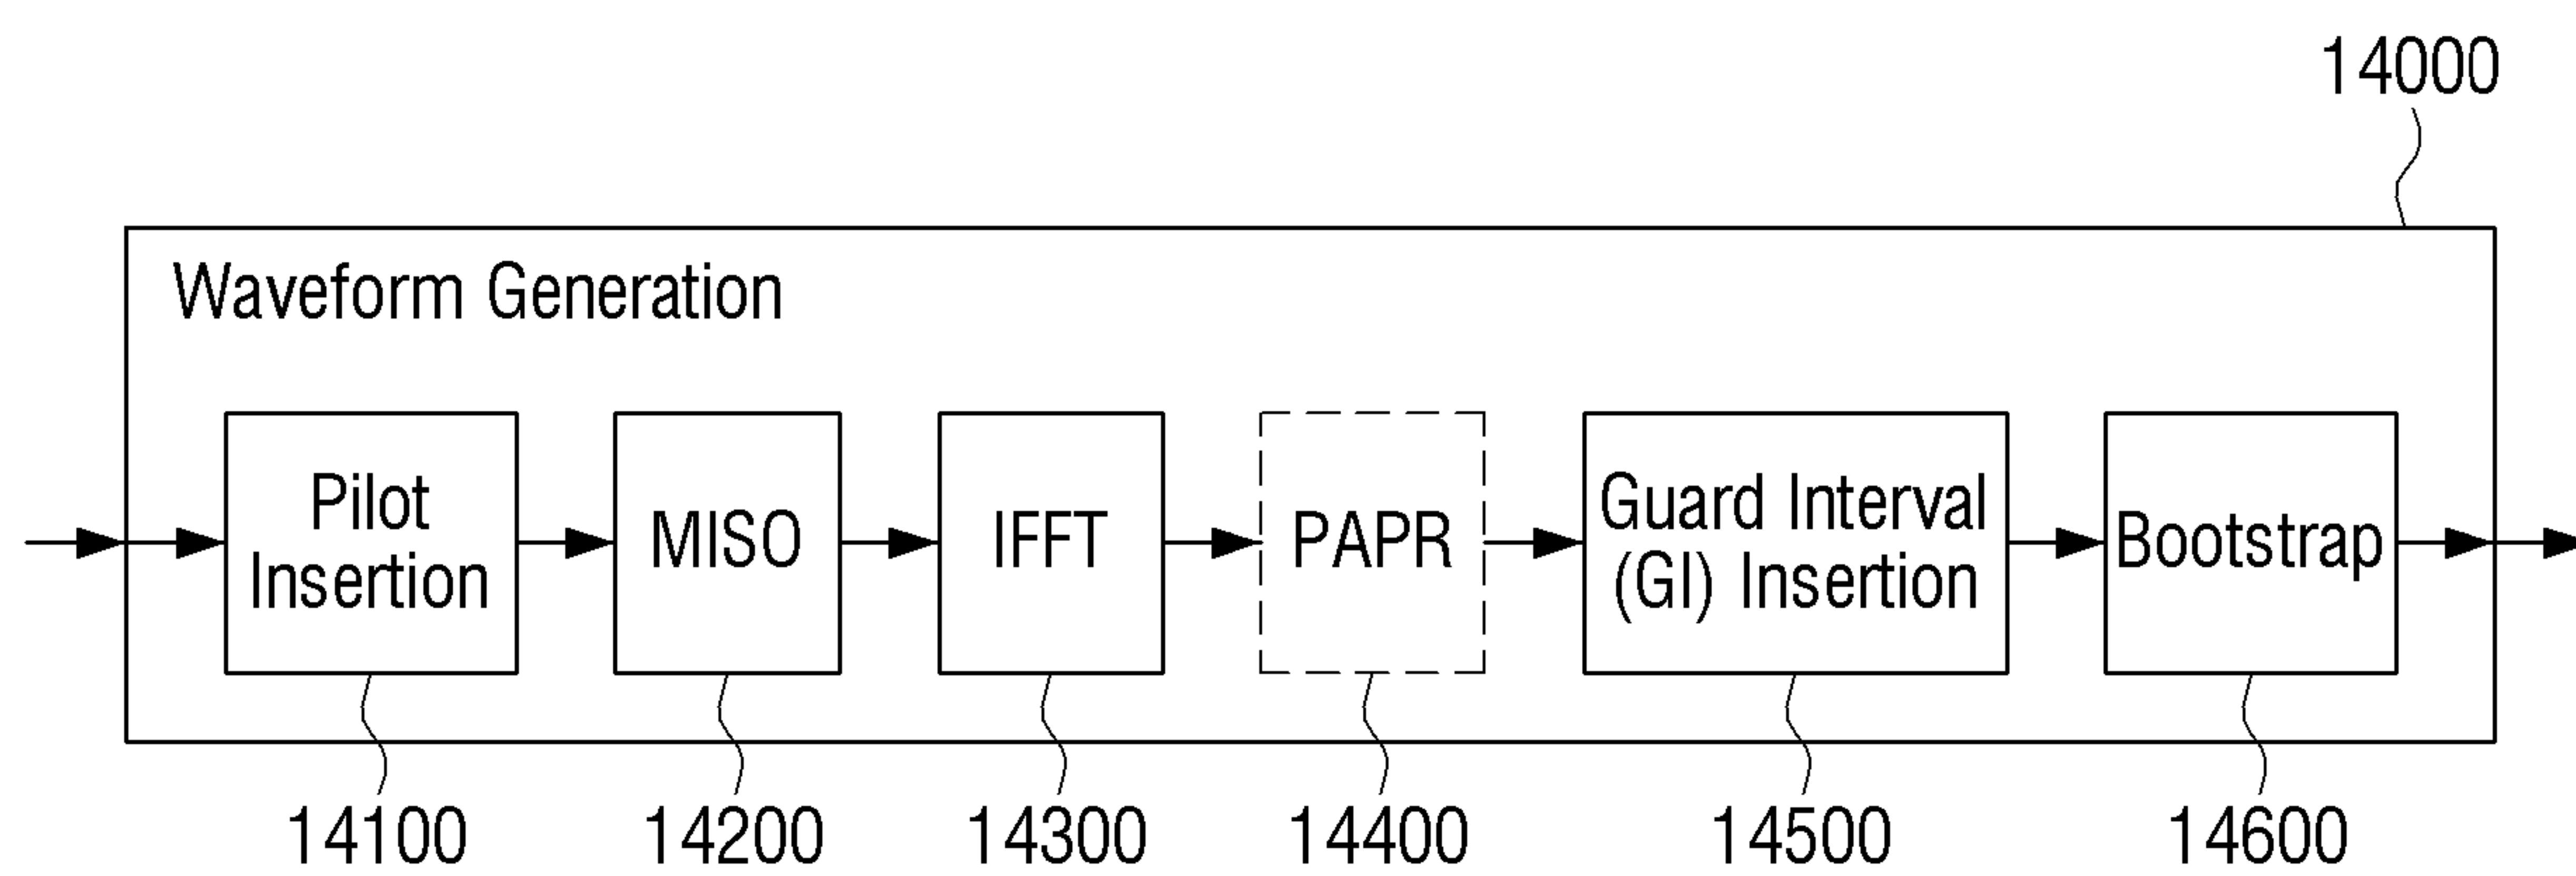 14000
Waveform Generation
Pilot
Insertion
MISO
IFFT
PAPR
Guard Interval
(GI) Insertion
Bootstrap
14100
14200
14300
14400
14500
14600